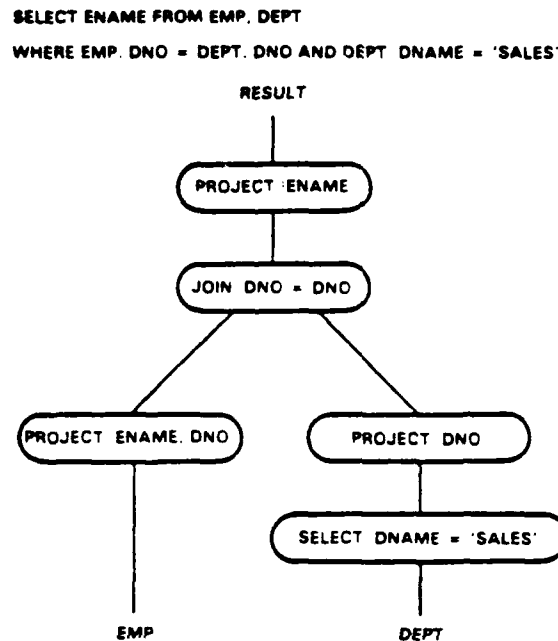 SELECT ENAME FROM EMP, DEPT
WHERE EMP. DNO = DEPT. DNO AND DEPT DNAME = 'SALES'
RESULT
PROJECT ENAME
JOIN DNO = DNO
PROJECT ENAME, DNO
PROJECT DNO
SELECT DNAME = 'SALES'
EMP
DEPT